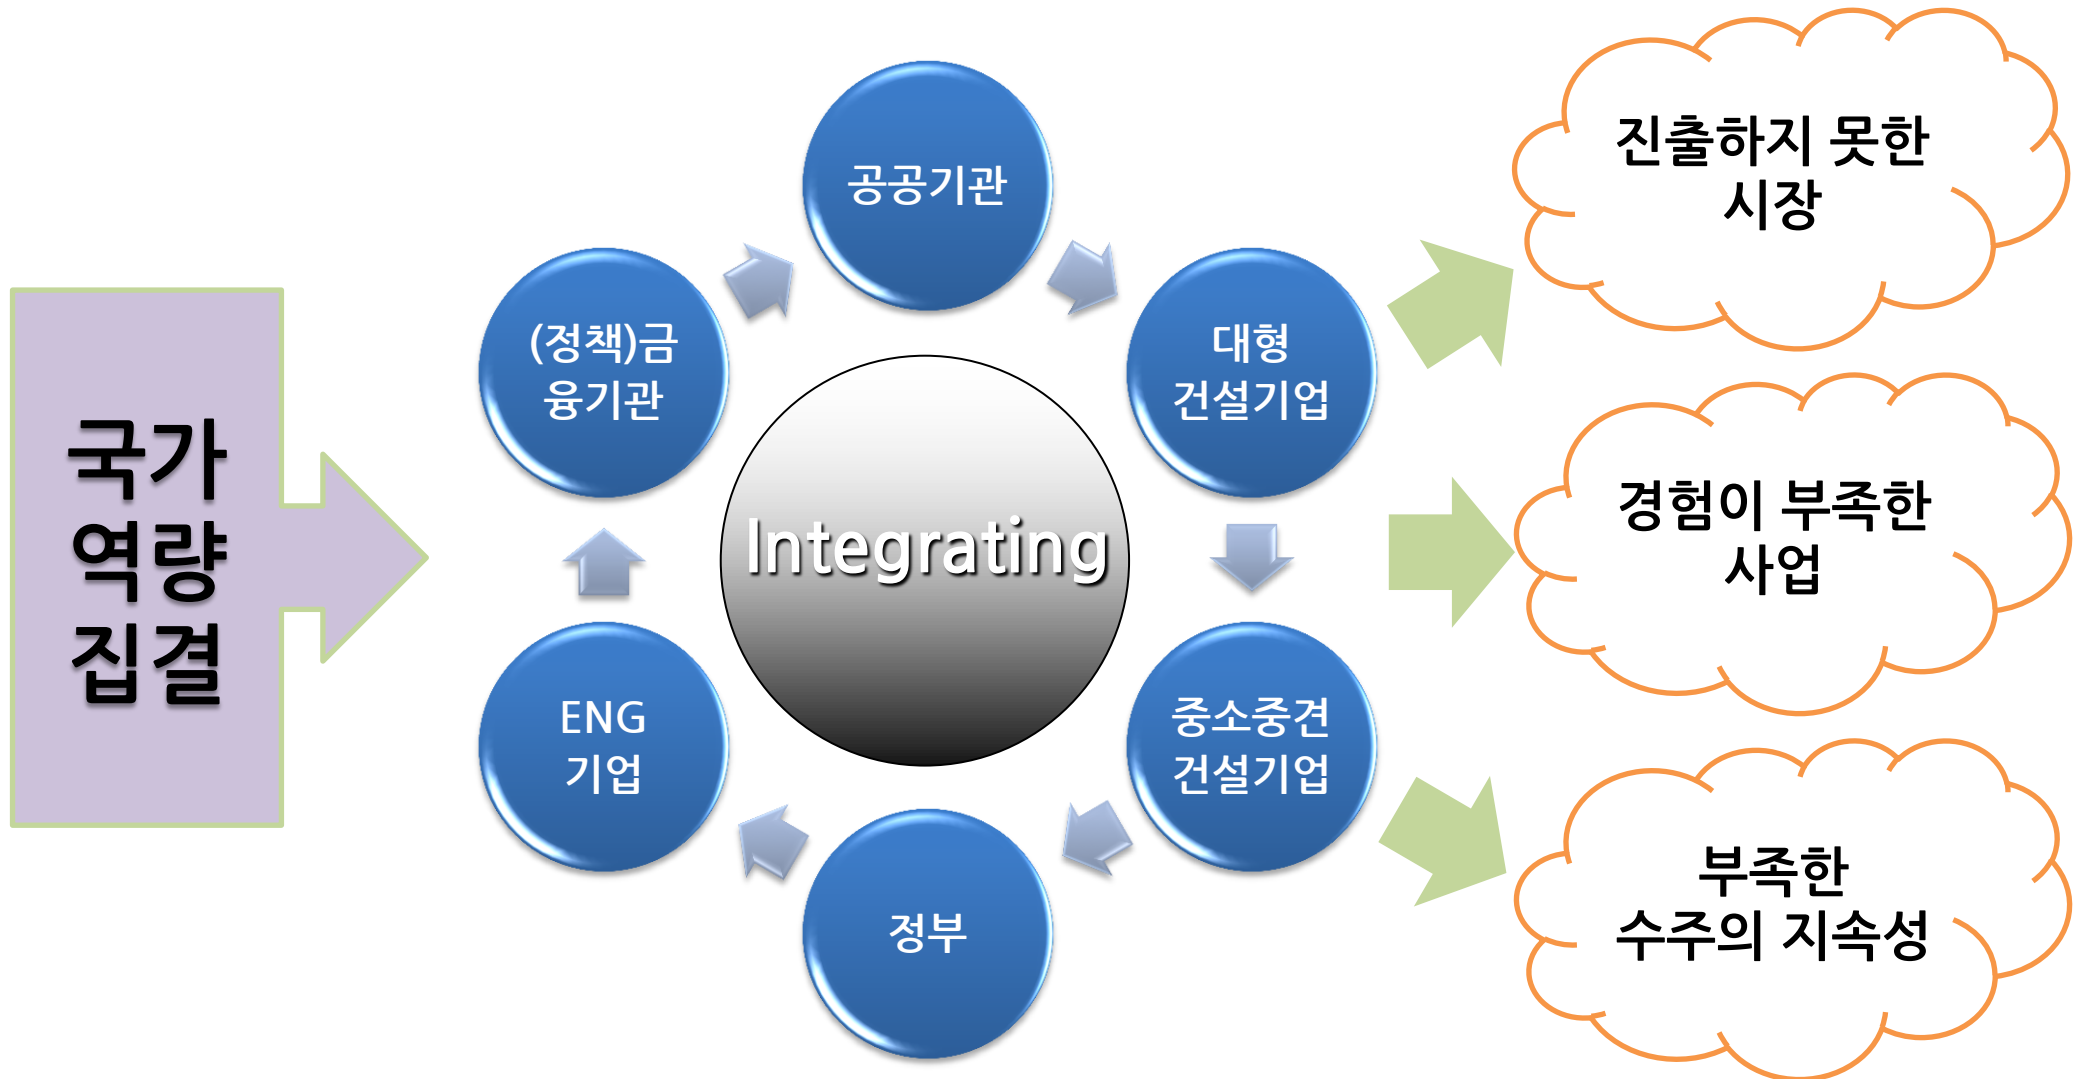 국가
역량
집결
공공기관
(정책)금
융기관
대형
건설기업
Integrating
ENG
기업
중소중견
건설기업
정부
진출하지 못한
시장
경험이 부족한
사업
부족한
수주의 지속성